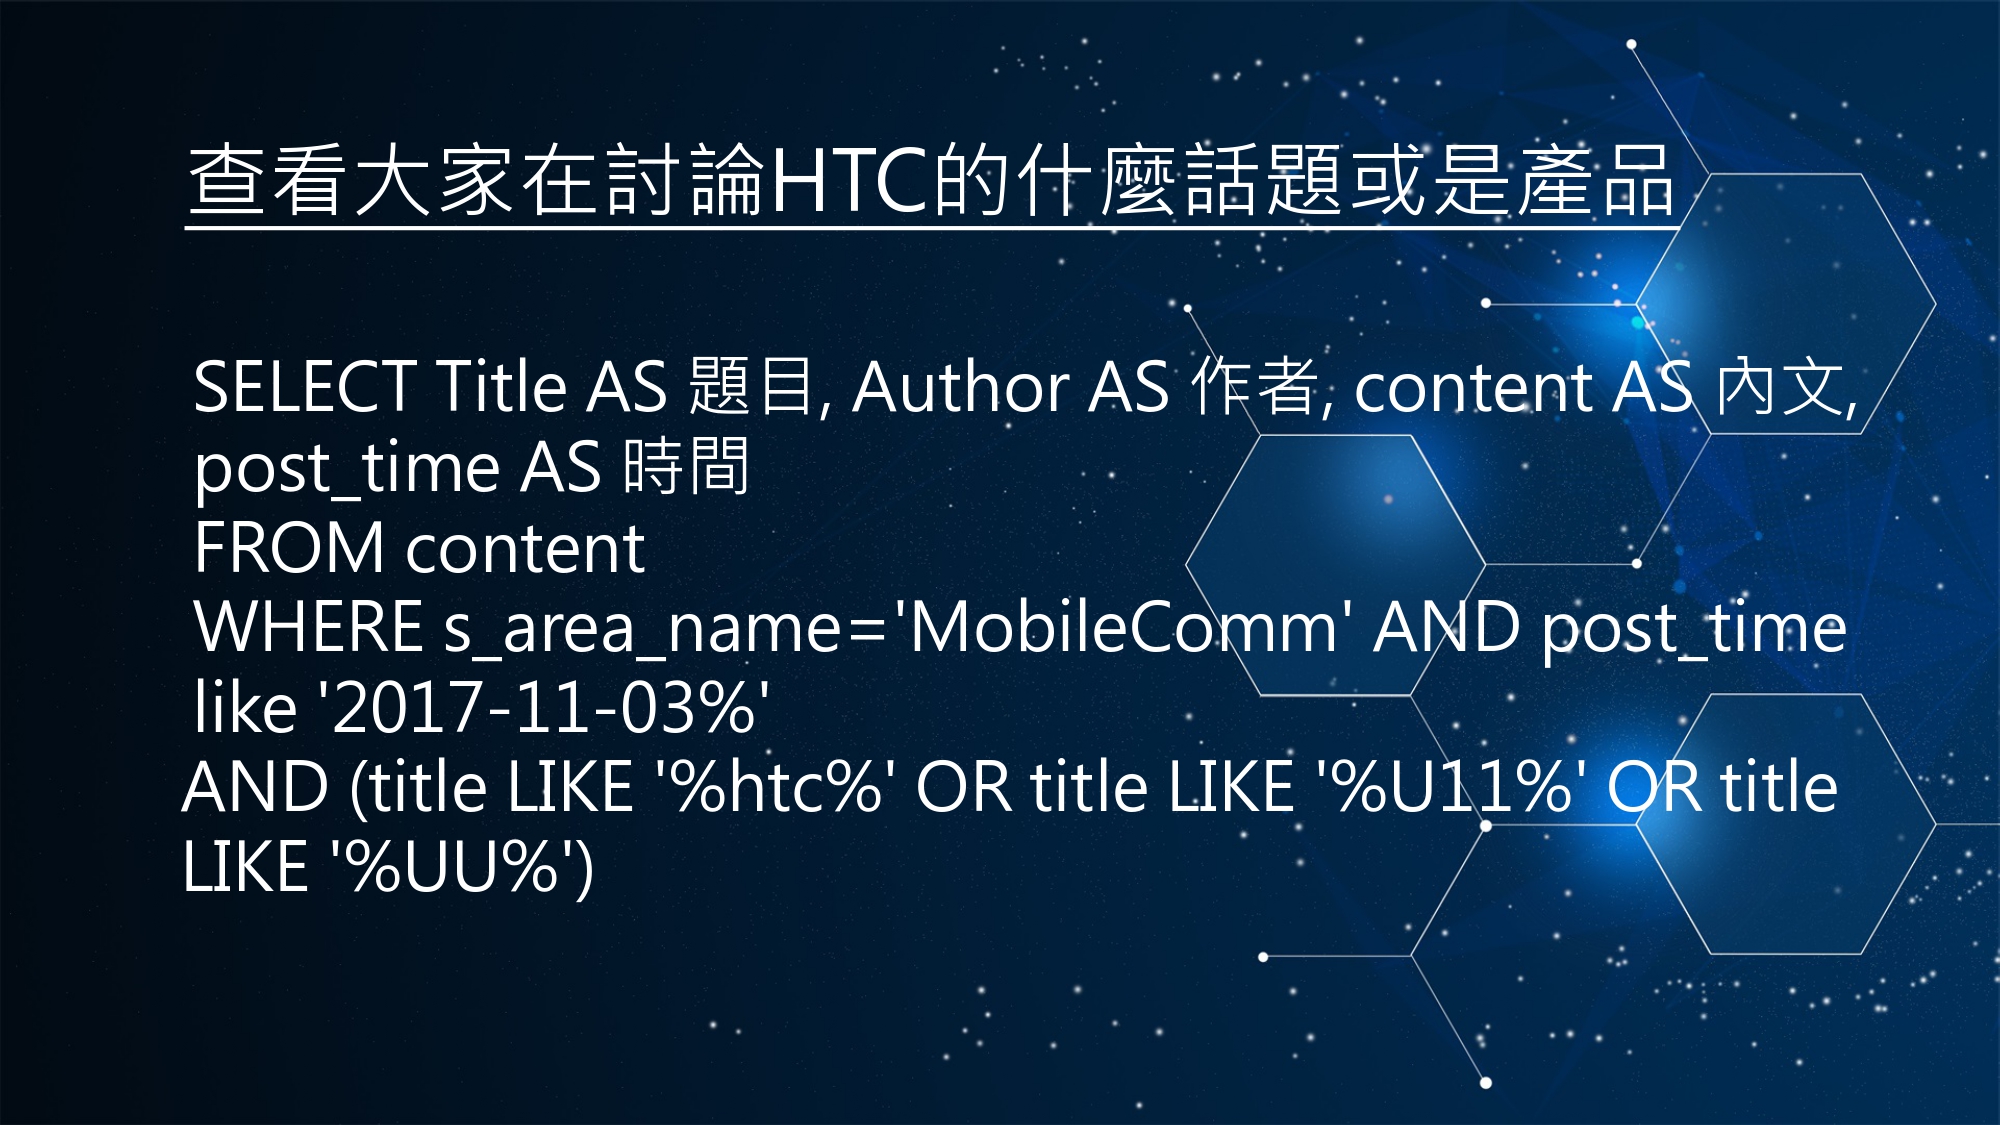 查看大家在討論HTC的什麼話題或是產品
SELECT Title AS 題目, Author AS 作者, content AS 內文,
post_time AS 時間
FROM content
WHERE s_area_name='MobileComm' AND post_time
like '2017-11-03%'
AND (title LIKE '%htc%' OR title LIKE '%U11%' OR title
LIKE '%UU%')